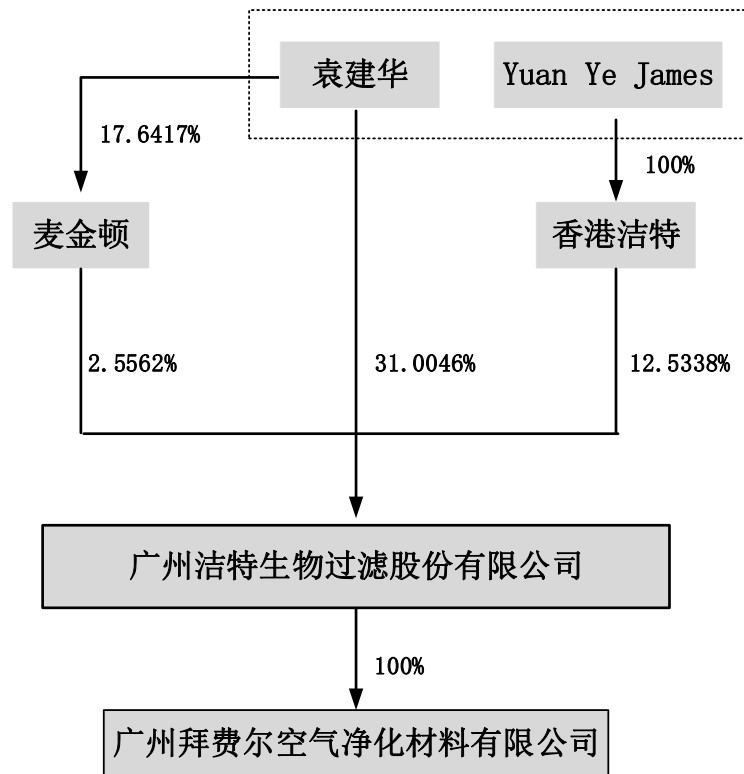 袁建华
Yuan Ye James
17.6417%
100%
麦金顿
香港洁特
2.5562%
31.0046%
12.5338%
广州洁特生物过滤股份有限公司
100%
广州拜费尔空气净化材料有限公司